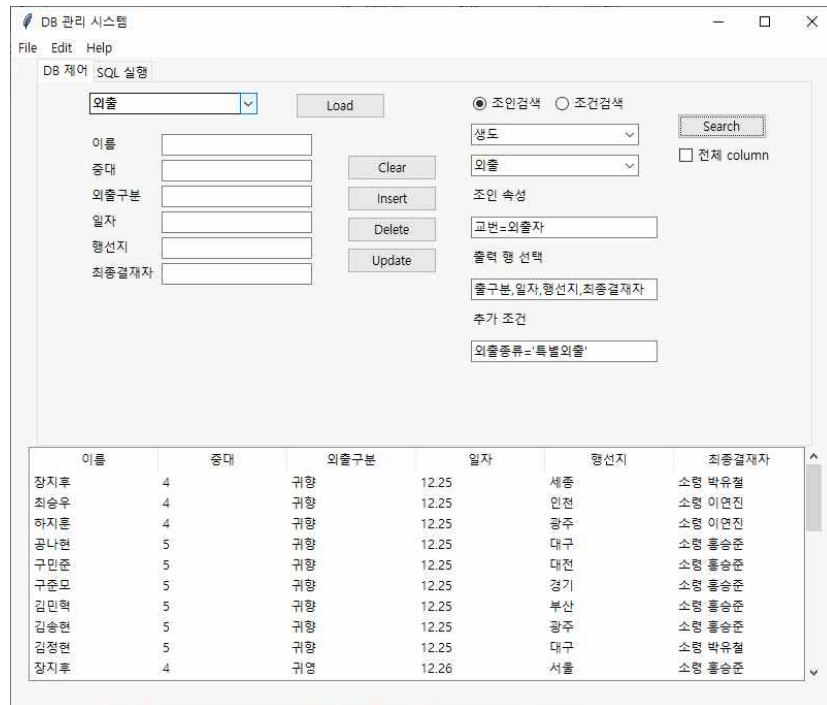 DB 관리 시스템
File Edit Help
DB 제어 SQL 실행
외출 Load
이름
중대
외출구분
일자
행선지
최종결재자
Clear
Insert
Delete
Update
조인검색 조건검색
생도
외출
Search
전체 column
조인 속성
교번=외출자
출력 행 선택
출구분,일자,행선지,최종결재자
추가 조건
외출종류='특별외출'
이름 중대 외출구분 일자 행선지 최종결재자
장지후 4 귀향 12.25 세종 소령 박유철
최승우 4 귀향 12.25 인천 소령 이연진
하지훈 4 귀향 12.25 광주 소령 이연진
공나현 5 귀향 12.25 대구 소령 홍승준
구민준 5 귀향 12.25 대전 소령 홍승준
구준모 5 귀향 12.25 경기 소령 홍승준
김민혁 5 귀향 12.25 부산 소령 홍승준
김송현 5 귀향 12.25 광주 소령 홍승준
김정현 5 귀향 12.25 대구 소령 박유철
장지후 4 귀영 12.26 서울 소령 홍승준